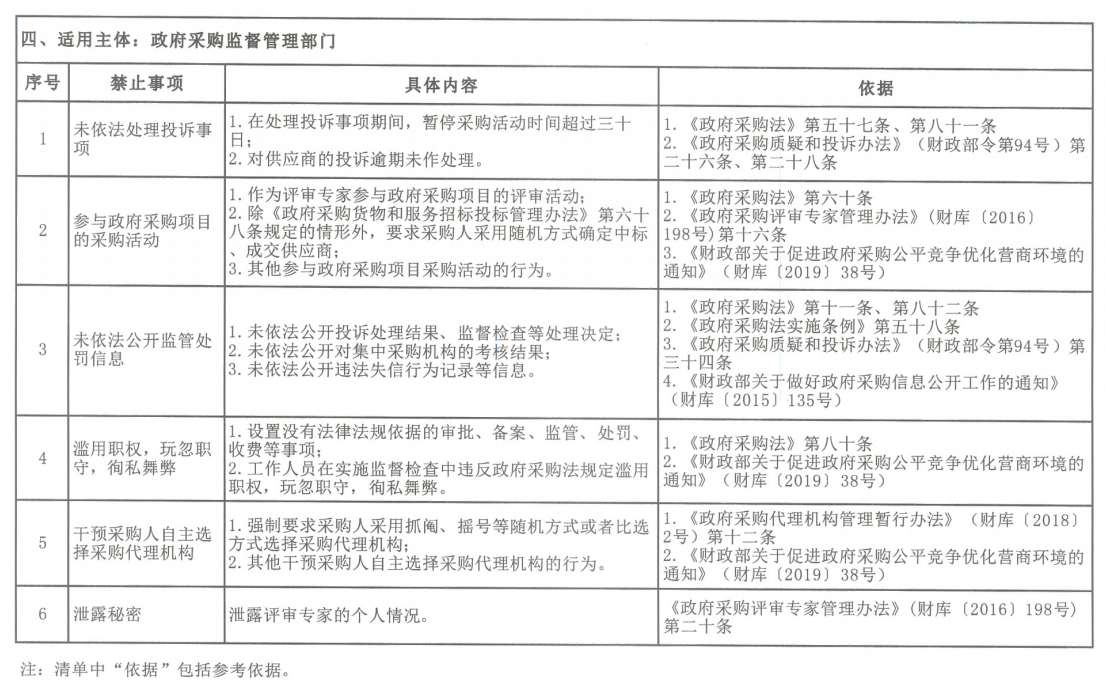 四、适用主体：政府采购监督管理部门
序号
禁止事项
具体内容
依据
1
未依法处理投诉事
项
1.在处理投诉事项期间，暂停采购活动时间超过三十
日；
2.对供应商的投诉逾期未作处理。
1.《政府采购法》第五十七条、第八十一条
2.《政府采购质疑和投诉办法》（财政部令第94号）第
二十六条、第二十八条
2
参与政府采购项目
的采购活动
1.作为评审专家参与政府采购项目的评审活动；
2.除《政府采购货物和服务招标投标管理办法》第六十
八条规定的情形外，要求采购人采用随机方式确定中标
、成交供应商；
3.其他参与政府采购项目采购活动的行为。
1.《政府采购法》第六十条
2.《政府采购评审专家管理办法》(财库〔2016〕
198号)第十六条
3.《财政部关于促进政府采购公平竞争优化营商环境的
通知》（财库〔2019〕38号）
3
未依法公开监管处
罚信息
1.未依法公开投诉处理结果、监督检查等处理决定；
2.未依法公开对集中采购机构的考核结果；
3.未依法公开违法失信行为记录等信息。
1.《政府采购法》第十一条、第八十二条
2.《政府采购法实施条例》第五十八条
3.《政府采购质疑和投诉办法》（财政部令第94号）第
三十四条
4.《财政部关于做好政府采购信息公开工作的通知》
（财库〔2015〕135号）
4
滥用职权，玩忽职
守，徇私舞弊
1.设置没有法律法规依据的审批、备案、监管、处罚、
收费等事项；
2.工作人员在实施监督检查中违反政府采购法规定滥用
职权，玩忽职守，徇私舞弊。
1.《政府采购法》第八十条
2.《财政部关于促进政府采购公平竞争优化营商环境的
通知》（财库〔2019〕38号）
5
干预采购人自主选
择采购代理机构
1.强制要求采购人采用抓阄、摇号等随机方式或者比选
方式选择采购代理机构；
2.其他干预采购人自主选择采购代理机构的行为。
1.《政府采购代理机构管理暂行办法》（财库〔2018〕
2号）第十二条
2.《财政部关于促进政府采购公平竞争优化营商环境的
通知》（财库〔2019〕38号）
6
泄露秘密
泄露评审专家的个人情况。
《政府采购评审专家管理办法》(财库〔2016〕198号)
第二十条
注：清单中“依据”包括参考依据。